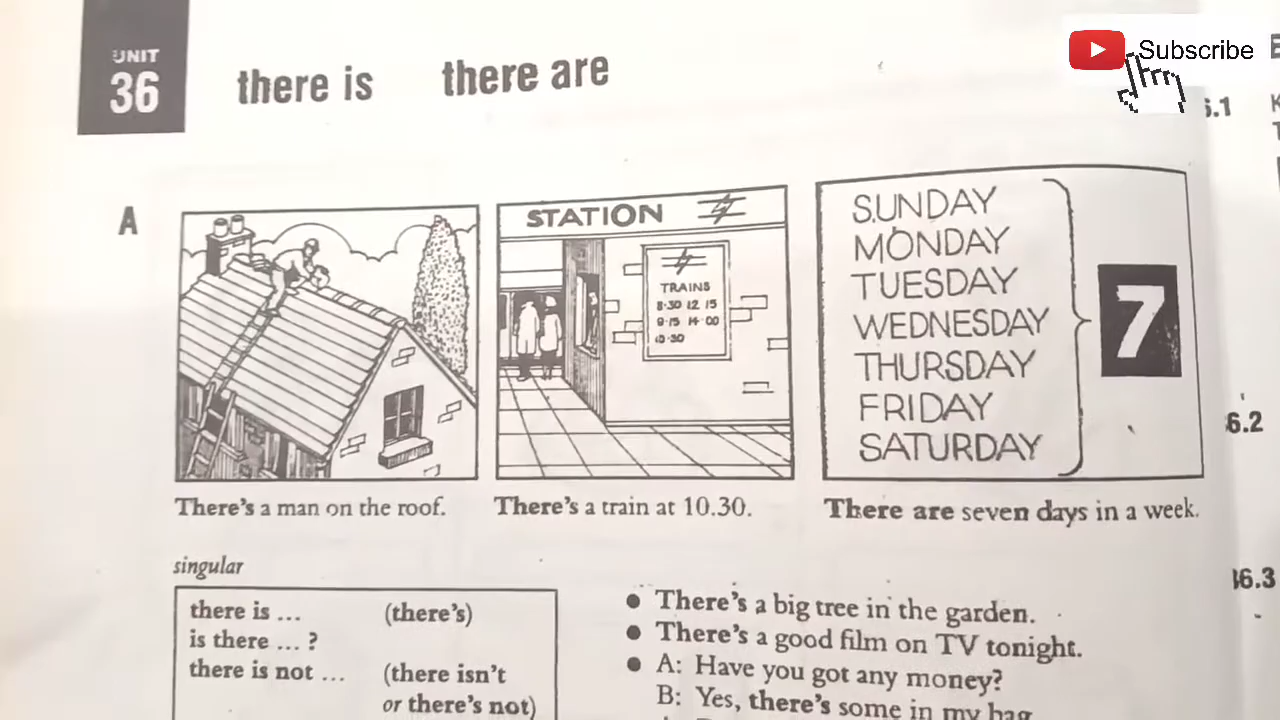 UNIT
36
there is there are
Subscribe
6.1
A
STATION
TRAINS
8·30 12 15
9·15 14·00
10·30
SUNDAY
MONDAY
TUESDAY
WEDNESDAY
THURSDAY
FRIDAY
SATURDAY
7
There's a man on the roof.
There's a train at 10.30.
There are seven days in a week.
singular
there is ... (there's)
is there ... ?
there is not ... (there isn't
or there's not)
● There's a big tree in the garden.
● There's a good film on TV tonight.
● A: Have you got any money?
B: Yes, there's some in my bag
6.2
36.3